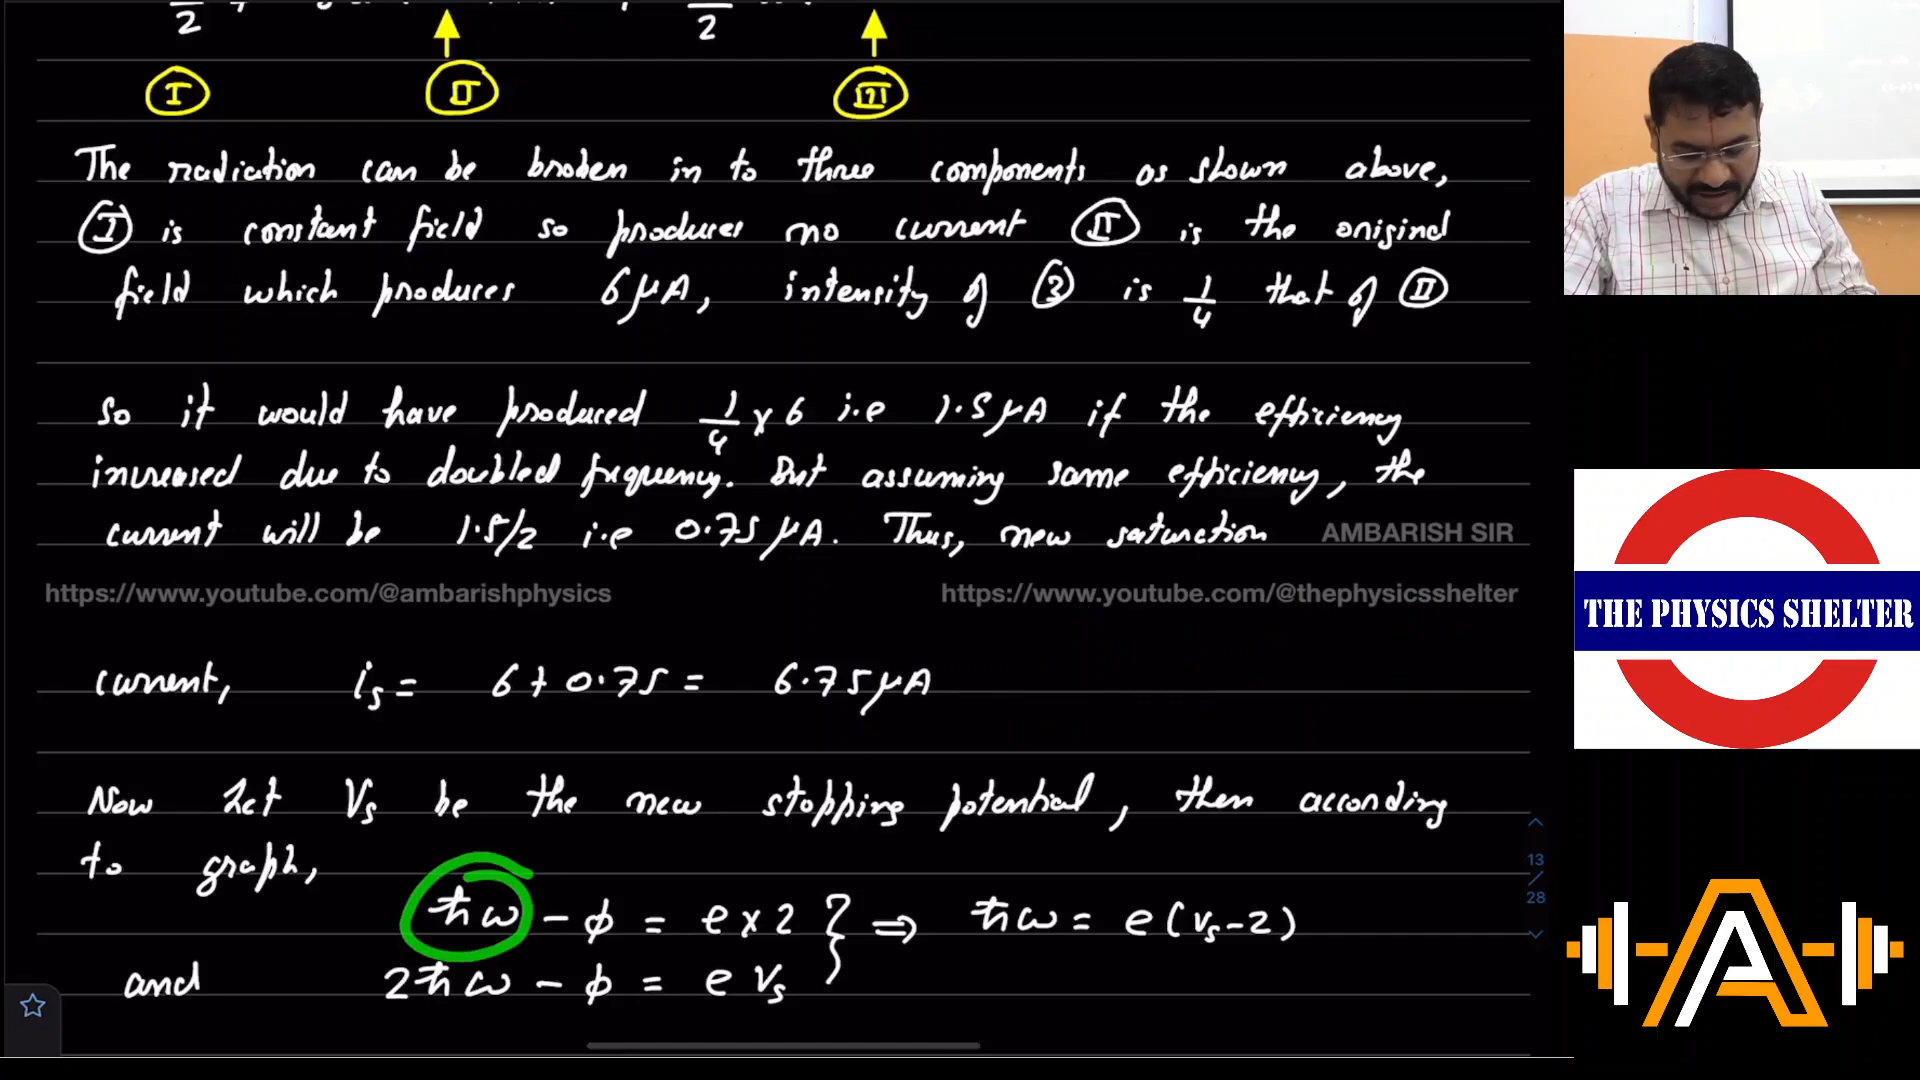 2 2
I II III
The radiation can be broken in to three components as shown above,
I is constant field so produces no current II is the original
field which produces 6μA, intensity of 3 is 1/4 that of II
So it would have produced 1/4 x 6 i.e 1.5μA if the efficiency
increased due to doubled frequency. But assuming same efficiency, the
current will be 1.5/2 i.e 0.75μA. Thus, new saturation
AMBARISH SIR
https://www.youtube.com/@ambarishphysics https://www.youtube.com/@thephysicsshelter
THE PHYSICS SHELTER
current, is = 6+0.75 = 6.75μA
Now Let Vs be the new stopping potential, then according
to graph,
ħω - φ = e x 2 } ⇒ ħω = e(Vs-2)
and 2ħω - φ = e Vs
13
/
28
A